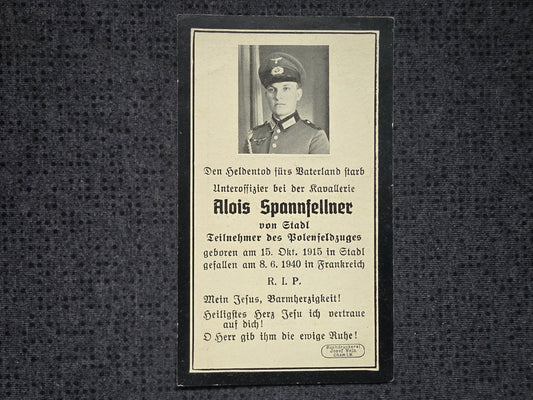 Den Heldentod fürs Vaterland starb
Unteroffizier bei der Kavallerie
Alois Spannfellner
von Stadl
Teilnehmer des Polenfeldzuges
geboren am 15. Okt. 1915 in Stadl
gefallen am 8. 6. 1940 in Frankreich
R. I. P.
Mein Jesus, Barmherzigkeit!
Heiligstes Herz Jesu ich vertraue
auf dich!
O Herr gib ihm die ewige Ruhe!
Josef